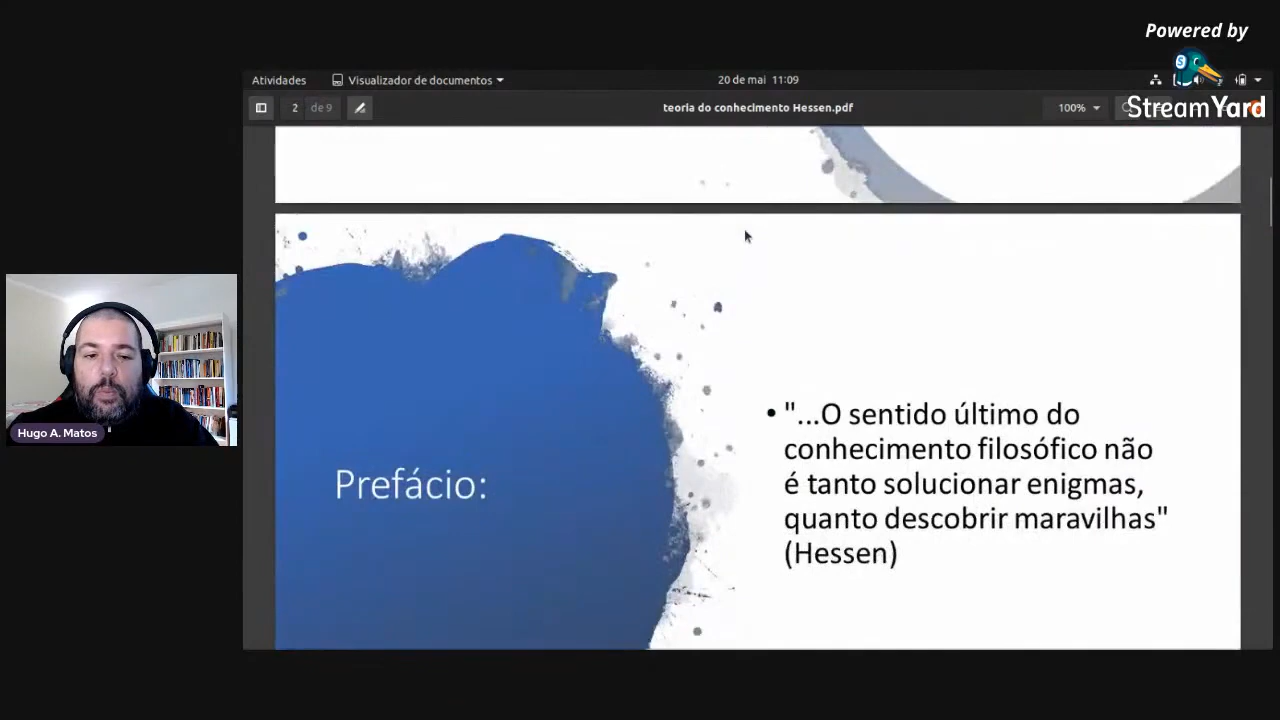 Powered by
StreamYard
Atividades
Visualizador de documentos
20 de mai 11:09
2 de 9
teoria do conhecimento Hessen.pdf
100%
Prefácio:
• "...O sentido último do
conhecimento filosófico não
é tanto solucionar enigmas,
quanto descobrir maravilhas"
(Hessen)
Hugo A. Matos